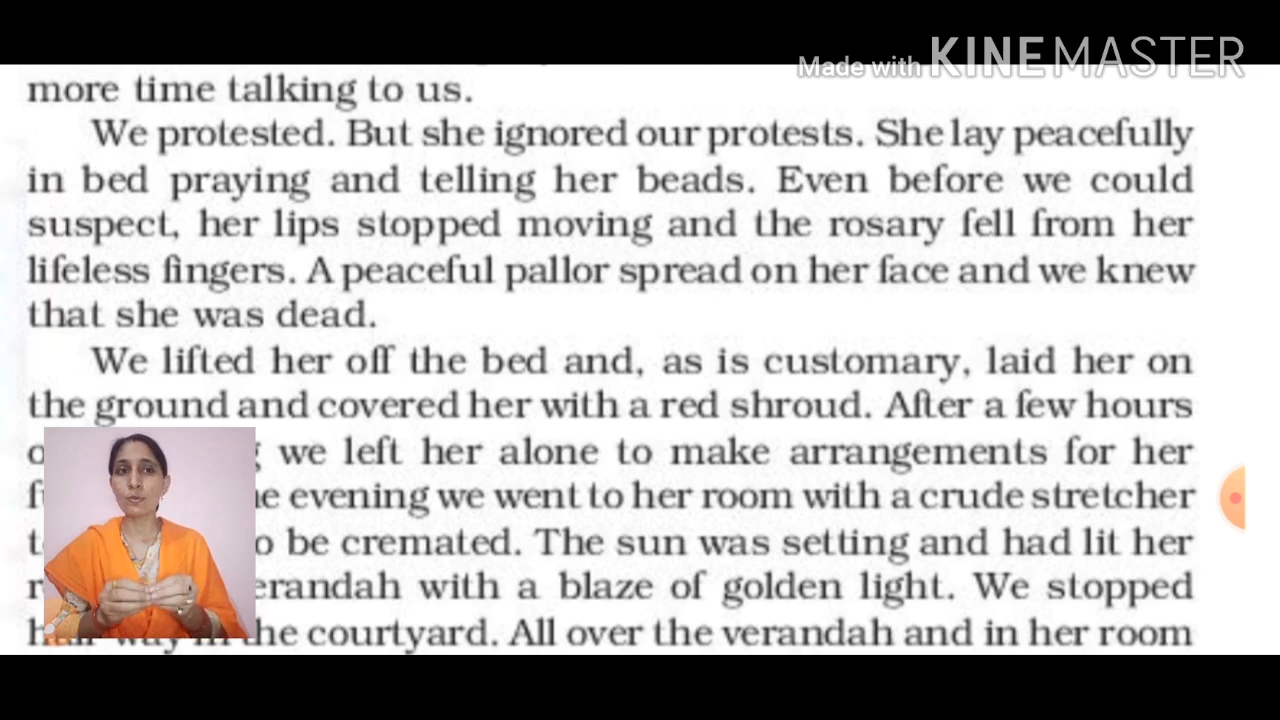 Made with KINEMASTER
more time talking to us.
We protested. But she ignored our protests. She lay peacefully
in bed praying and telling her beads. Even before we could
suspect, her lips stopped moving and the rosary fell from her
lifeless fingers. A peaceful pallor spread on her face and we knew
that she was dead.
We lifted her off the bed and, as is customary, laid her on
the ground and covered her with a red shroud. After a few hours
we left her alone to make arrangements for her
evening we went to her room with a crude stretcher
be cremated. The sun was setting and had lit her
with a blaze of golden light. We stopped
courtyard. All over the verandah and in her room